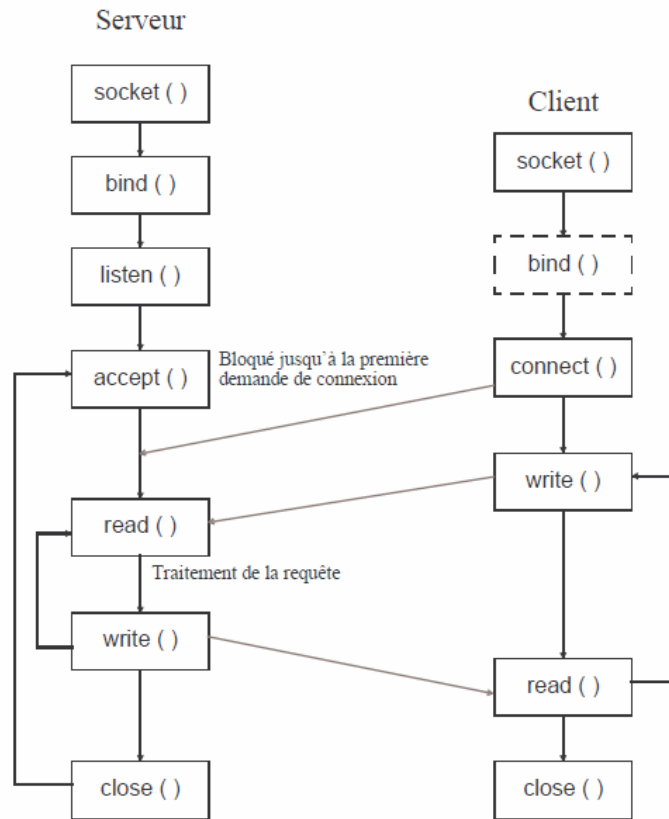 Serveur
socket ( )
bind ( )
listen ( )
accept ( )
Bloqué jusqu'à la première
demande de connexion
read ( )
Traitement de la requête
write ( )
close ( )
Client
socket ( )
bind ( )
connect ( )
write ( )
read ( )
close ( )